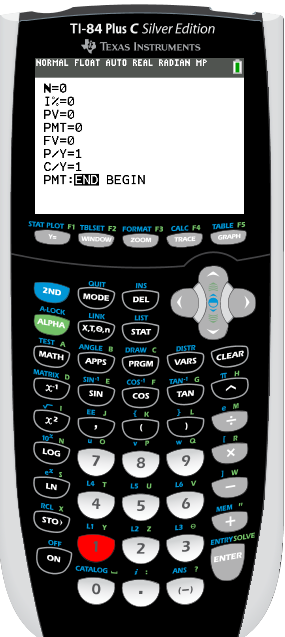 TI-84 Plus C Silver Edition
TEXAS INSTRUMENTS
NORMAL FLOAT AUTO REAL RADIAN MP
N=0
I%=0
PV=0
PMT=0
FV=0
P/Y=1
C/Y=1
PMT:END BEGIN
STAT PLOT F1 TBLSET F2 FORMAT F3 CALC F4 TABLE F5
Y= WINDOW ZOOM TRACE GRAPH
QUIT INS
2ND MODE DEL
A-LOCK LINK LIST
ALPHA X,T,θ,n STAT
TEST A ANGLE B DRAW C DISTR
MATH APPS PRGM VARS CLEAR
MATRIX D SIN⁻¹ E COS⁻¹ F TAN⁻¹ G π H
x⁻¹ SIN COS TAN ^
√ I EE J { K } L e M
x² , ( ) ÷
10ˣ N u O v P w Q [ R
LOG 7 8 9 ×
eˣ S L4 T L5 U L6 V ] W
LN 4 5 6 −
RCL X L1 Y L2 Z L3 θ MEM "
STO› 1 2 3 +
OFF CATALOG i : ANS ? ENTRY SOLVE
ON 0 . (−) ENTER